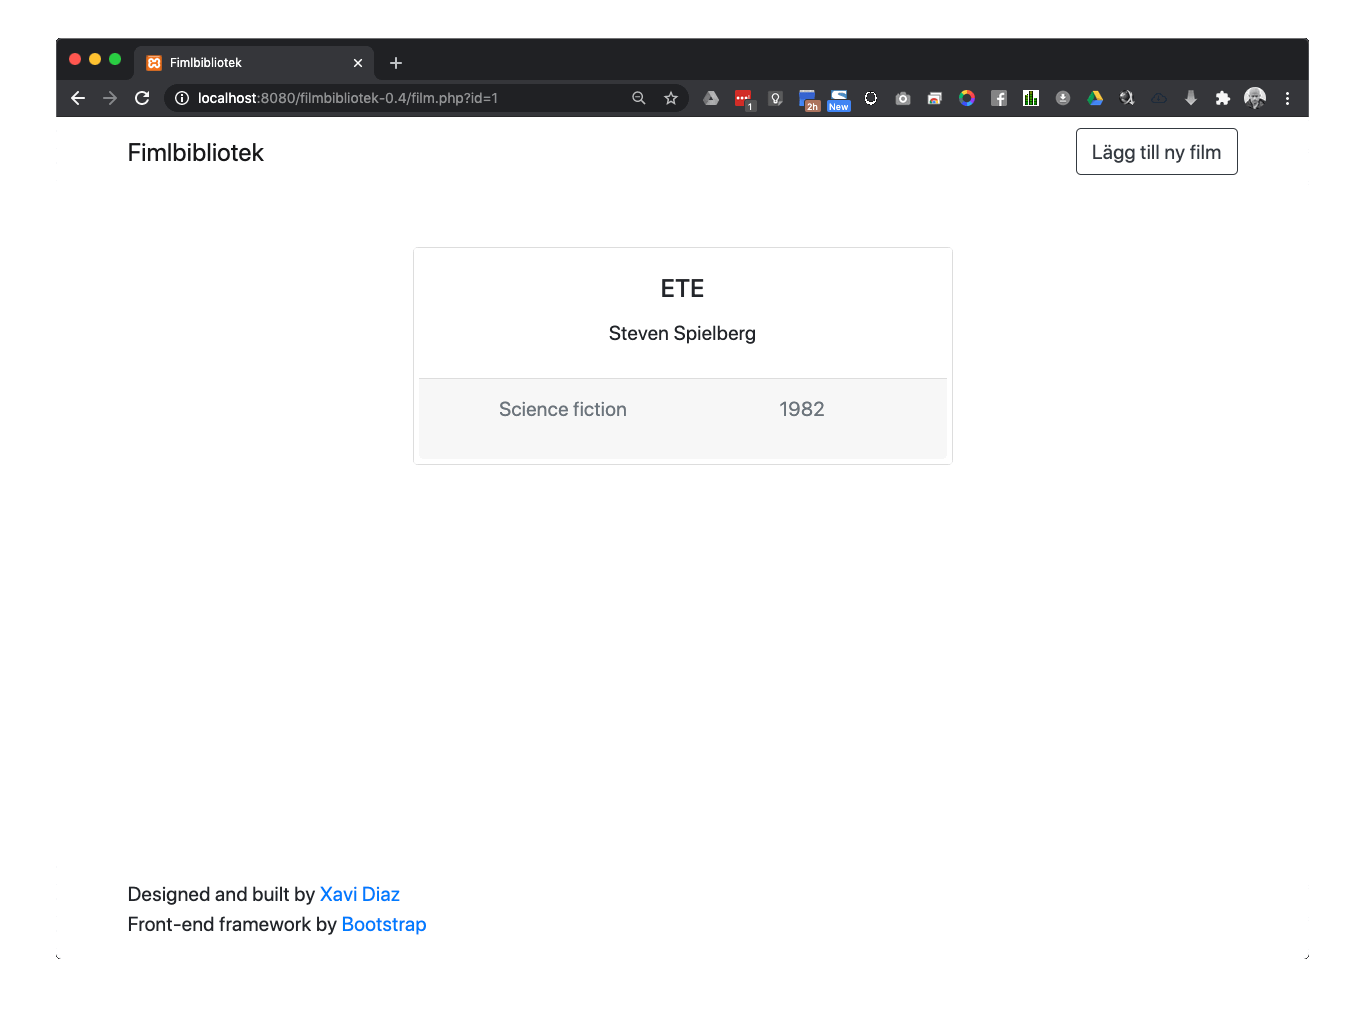 Fimlbibliotek
localhost:8080/filmbibliotek-0.4/film.php?id=1
1
2h
New
Fimlbibliotek
Lägg till ny film
ETE
Steven Spielberg
Science fiction 1982
Designed and built by Xavi Diaz
Front-end framework by Bootstrap